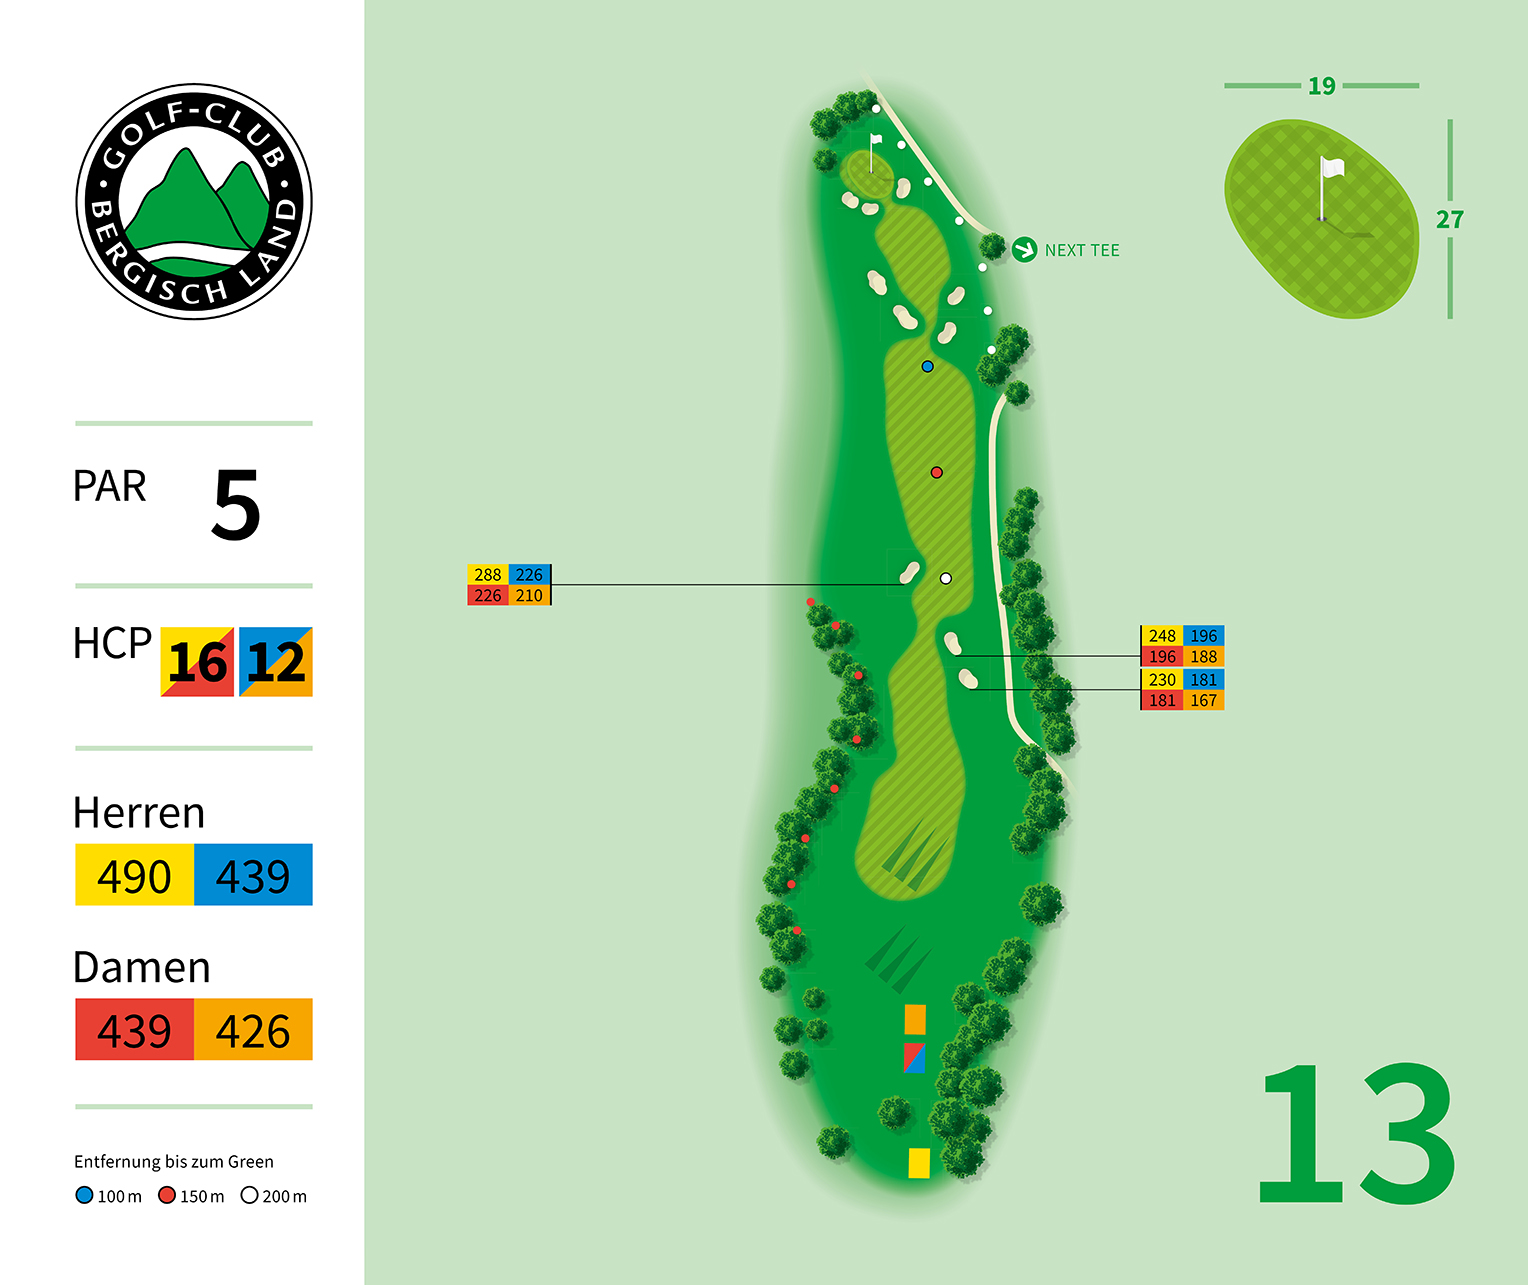 GOLF-CLUB
BERGISCH LAND
PAR 5
HCP 16 12
Herren
490 439
Damen
439 426
Entfernung bis zum Green
100 m 150 m 200 m
19
27
NEXT TEE
288 226
226 210
248 196
196 188
230 181
181 167
13